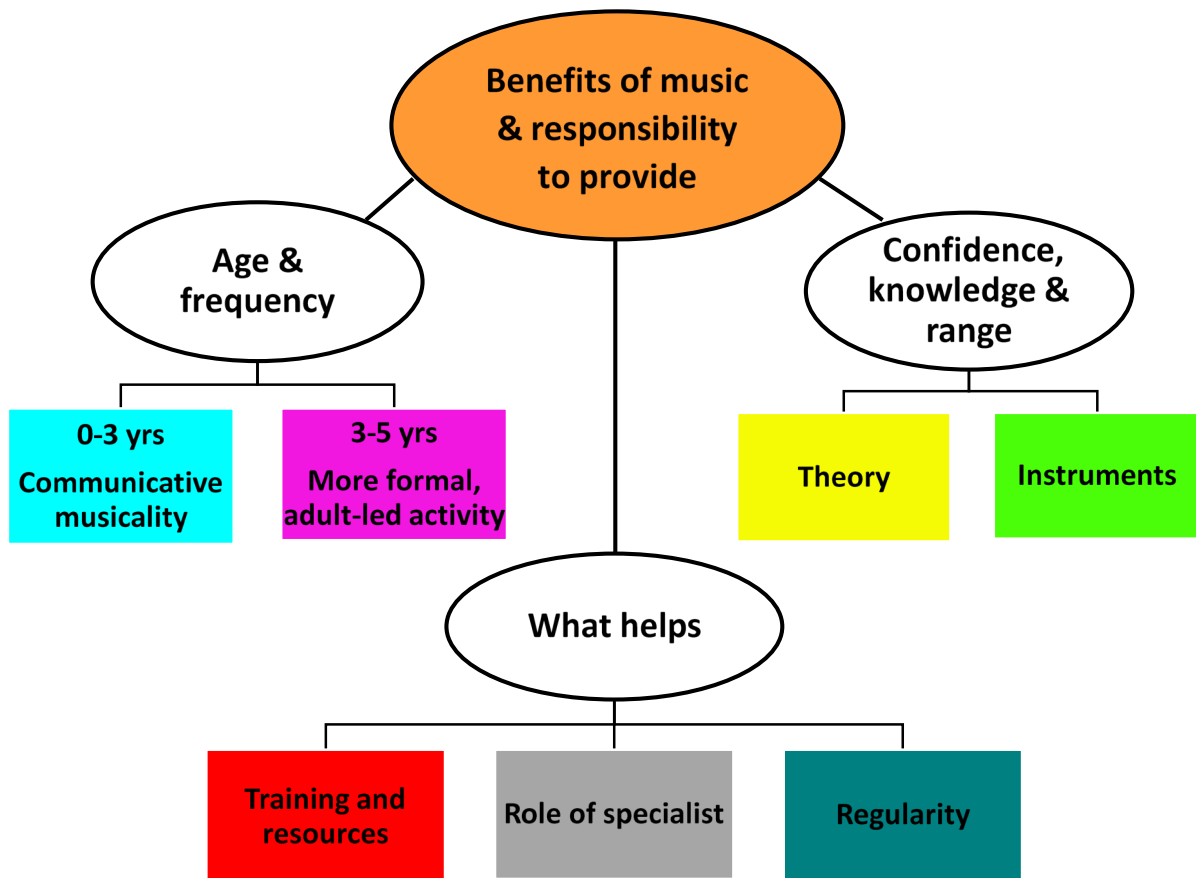 Benefits of music
& responsibility
to provide
Age &
frequency
Confidence,
knowledge &
range
0-3 yrs
Communicative
musicality
3-5 yrs
More formal,
adult-led activity
Theory
Instruments
What helps
Training and
resources
Role of specialist
Regularity